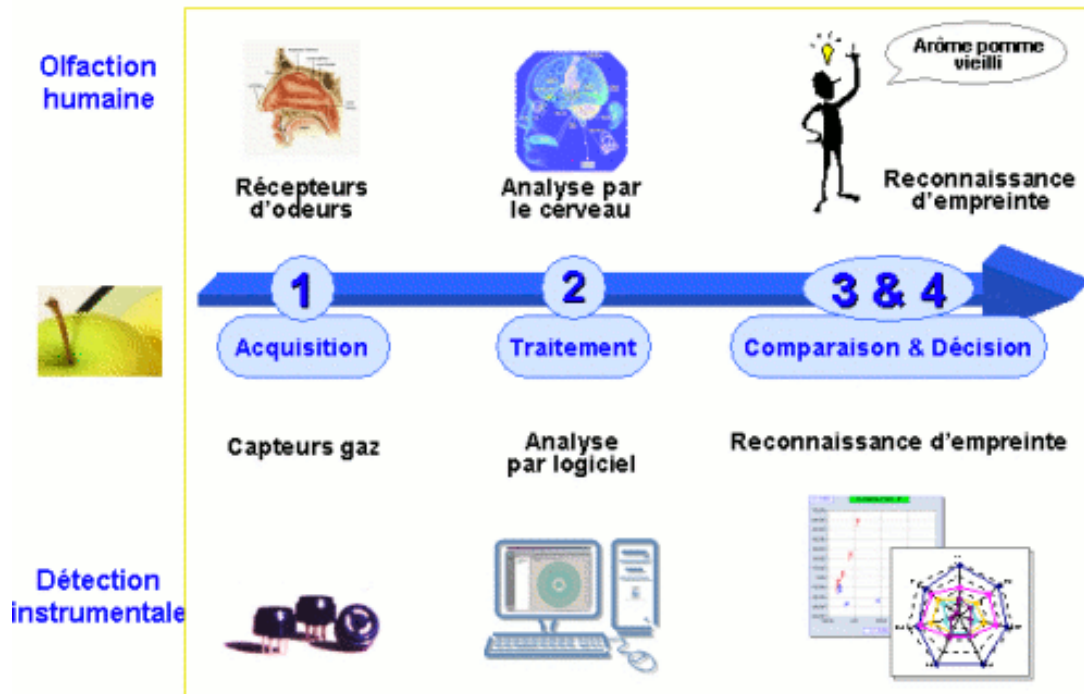 Olfaction
humaine
Arôme pomme
vieilli
Récepteurs
d'odeurs
Analyse par
le cerveau
Reconnaissance
d'empreinte
1
2
3 & 4
Acquisition
Traitement
Comparaison & Décision
Capteurs gaz
Analyse
par logiciel
Reconnaissance d'empreinte
Détection
instrumentale